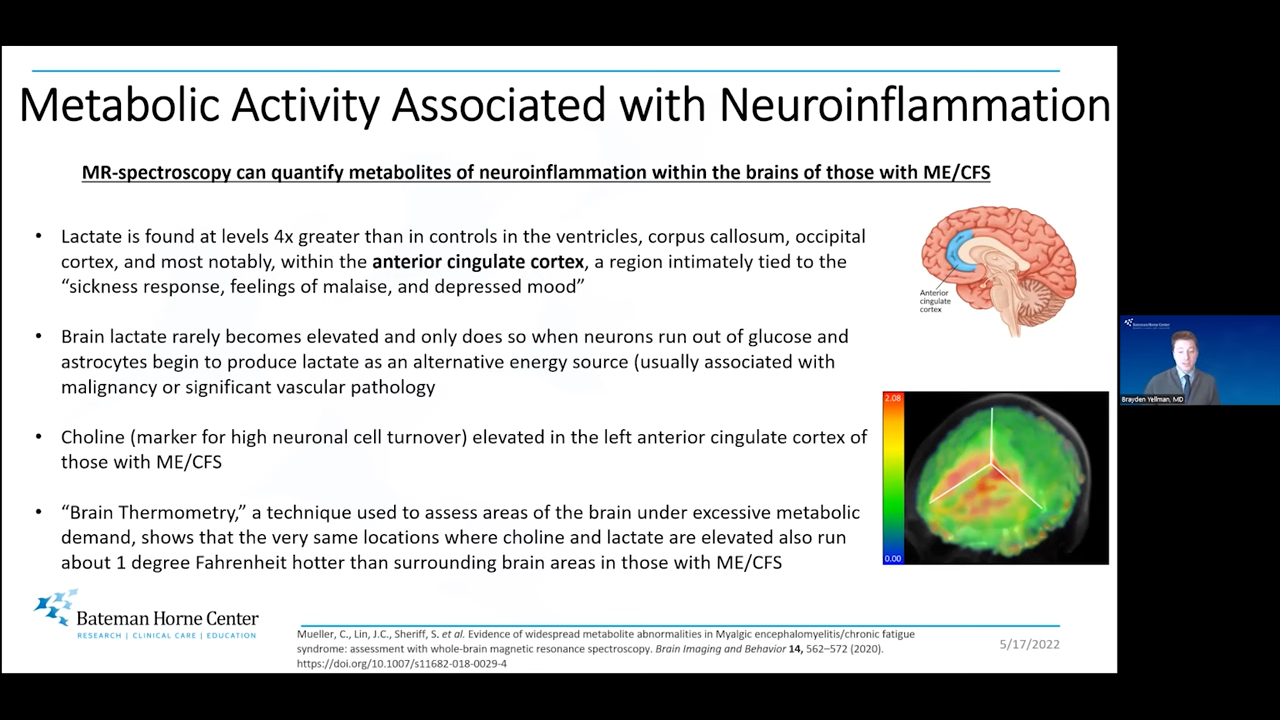 Metabolic Activity Associated with Neuroinflammation
MR-spectroscopy can quantify metabolites of neuroinflammation within the brains of those with ME/CFS
• Lactate is found at levels 4x greater than in controls in the ventricles, corpus callosum, occipital
cortex, and most notably, within the anterior cingulate cortex, a region intimately tied to the
“sickness response, feelings of malaise, and depressed mood”
• Brain lactate rarely becomes elevated and only does so when neurons run out of glucose and
astrocytes begin to produce lactate as an alternative energy source (usually associated with
malignancy or significant vascular pathology
• Choline (marker for high neuronal cell turnover) elevated in the left anterior cingulate cortex of
those with ME/CFS
• “Brain Thermometry,” a technique used to assess areas of the brain under excessive metabolic
demand, shows that the very same locations where choline and lactate are elevated also run
about 1 degree Fahrenheit hotter than surrounding brain areas in those with ME/CFS
Anterior
cingulate
cortex
2.08
0.00
Bateman Horne Center
RESEARCH | CLINICAL CARE | EDUCATION
Mueller, C., Lin, J.C., Sheriff, S. et al. Evidence of widespread metabolite abnormalities in Myalgic encephalomyelitis/chronic fatigue
syndrome: assessment with whole-brain magnetic resonance spectroscopy. Brain Imaging and Behavior 14, 562–572 (2020).
https://doi.org/10.1007/s11682-018-0029-4
5/17/2022
Bateman Horne Center
Brayden Yellman, MD